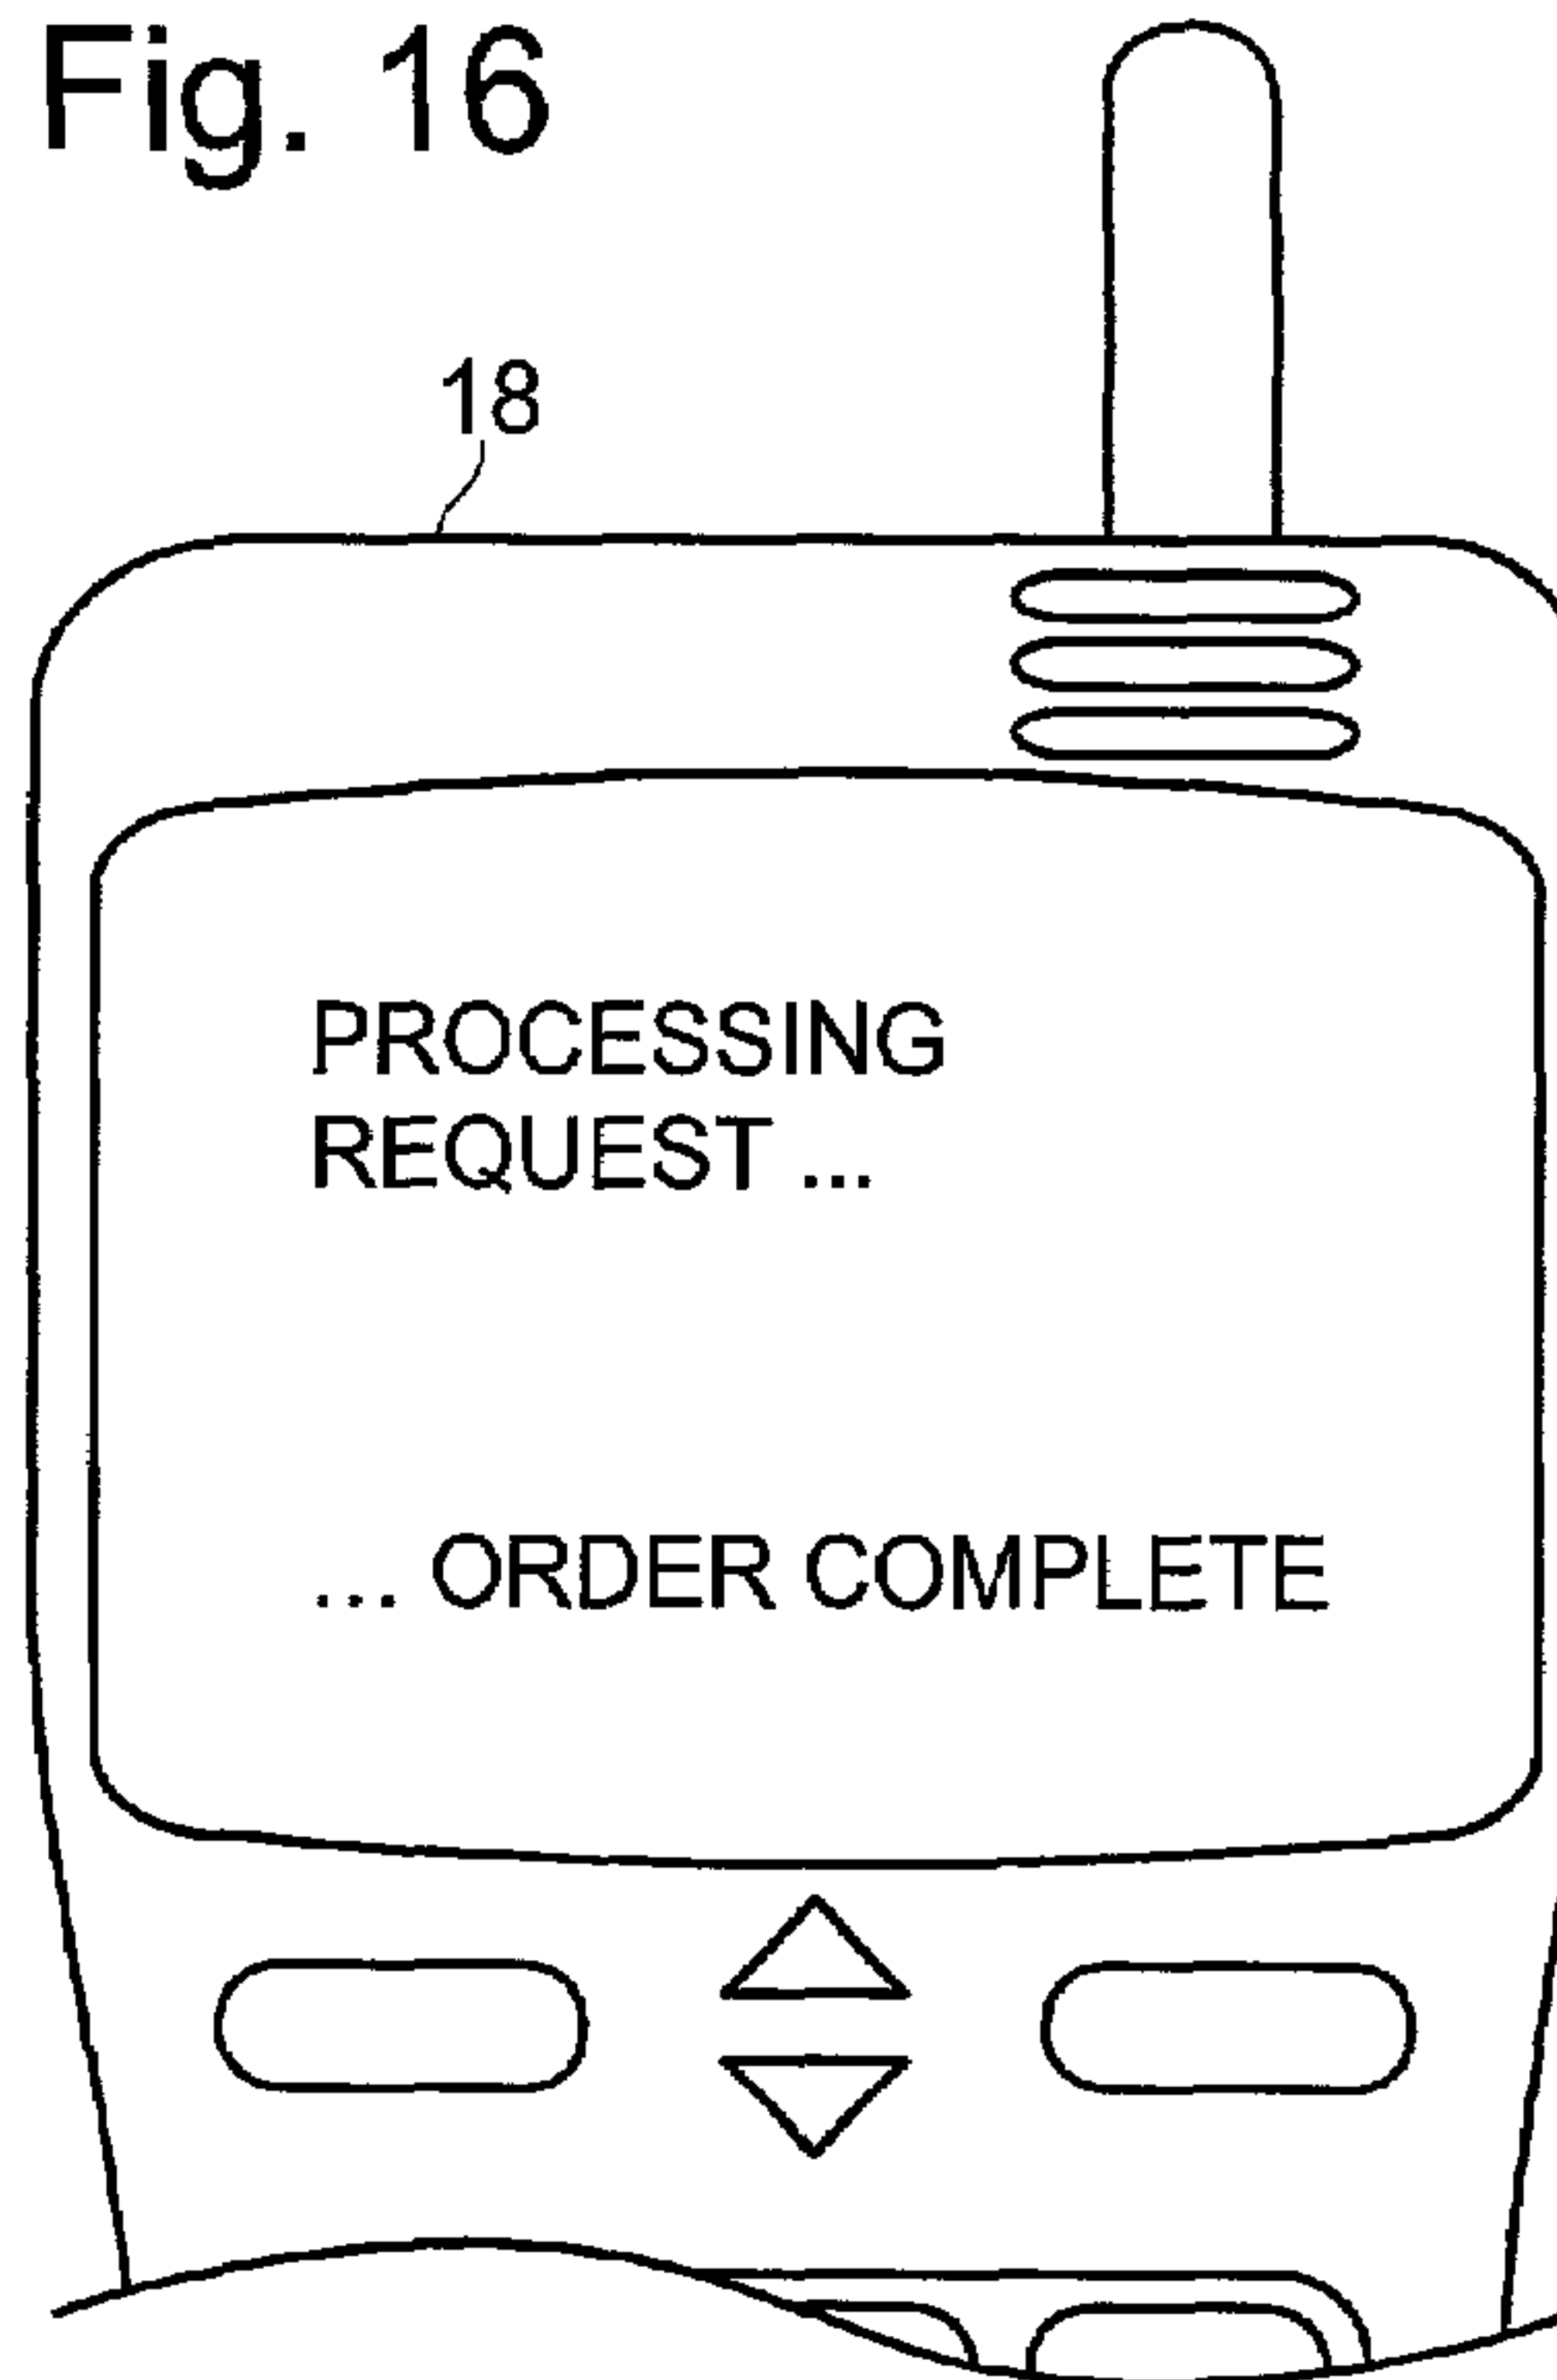 Fig. 16
18
PROCESSING
REQUEST ...
... ORDER COMPLETE